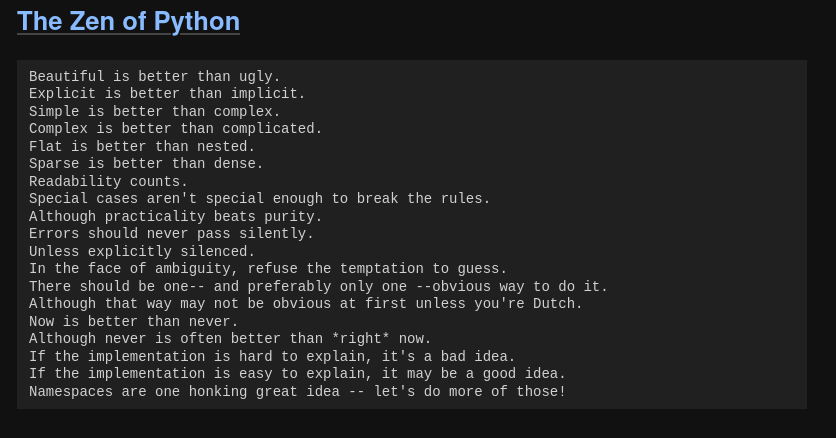 The Zen of Python
Beautiful is better than ugly.
Explicit is better than implicit.
Simple is better than complex.
Complex is better than complicated.
Flat is better than nested.
Sparse is better than dense.
Readability counts.
Special cases aren't special enough to break the rules.
Although practicality beats purity.
Errors should never pass silently.
Unless explicitly silenced.
In the face of ambiguity, refuse the temptation to guess.
There should be one-- and preferably only one --obvious way to do it.
Although that way may not be obvious at first unless you're Dutch.
Now is better than never.
Although never is often better than *right* now.
If the implementation is hard to explain, it's a bad idea.
If the implementation is easy to explain, it may be a good idea.
Namespaces are one honking great idea -- let's do more of those!